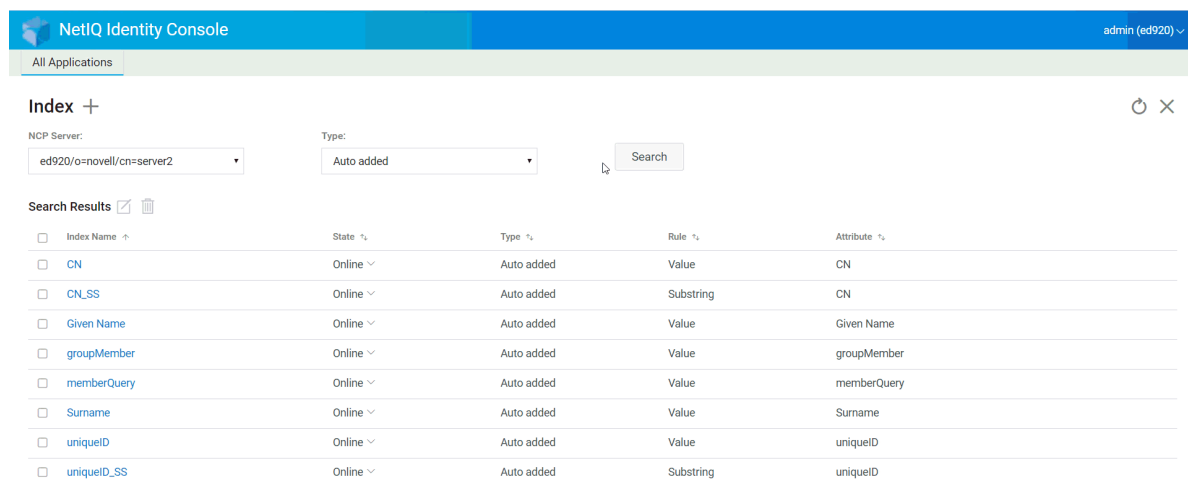 NetIQ Identity Console
admin (ed920)
All Applications
Index
NCP Server:
Type:
ed920/o=novell/cn=server2
Auto added
Search
Search Results
Index Name State Type Rule Attribute
CN Online Auto added Value CN
CN_SS Online Auto added Substring CN
Given Name Online Auto added Value Given Name
groupMember Online Auto added Value groupMember
memberQuery Online Auto added Value memberQuery
Surname Online Auto added Value Surname
uniqueID Online Auto added Value uniqueID
uniqueID_SS Online Auto added Substring uniqueID